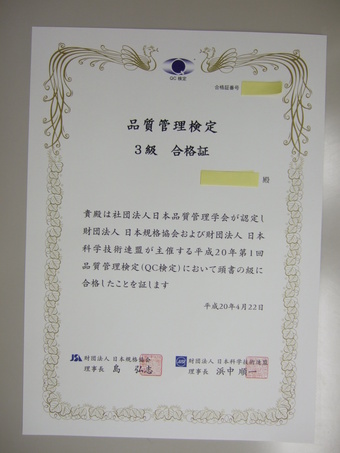 QC検定
合格証番号
品質管理検定
3級 合格証
殿
貴殿は社団法人日本品質管理学会が認定し
財団法人 日本規格協会および財団法人 日本
科学技術連盟が主催する平成20年第1回
品質管理検定(QC検定)において頭書の級に
合格したことを証します
平成20年4月22日
JSA 財団法人 日本規格協会 財団法人 日本科学技術連盟
理事長 島 弘志 理事長 浜中 順一